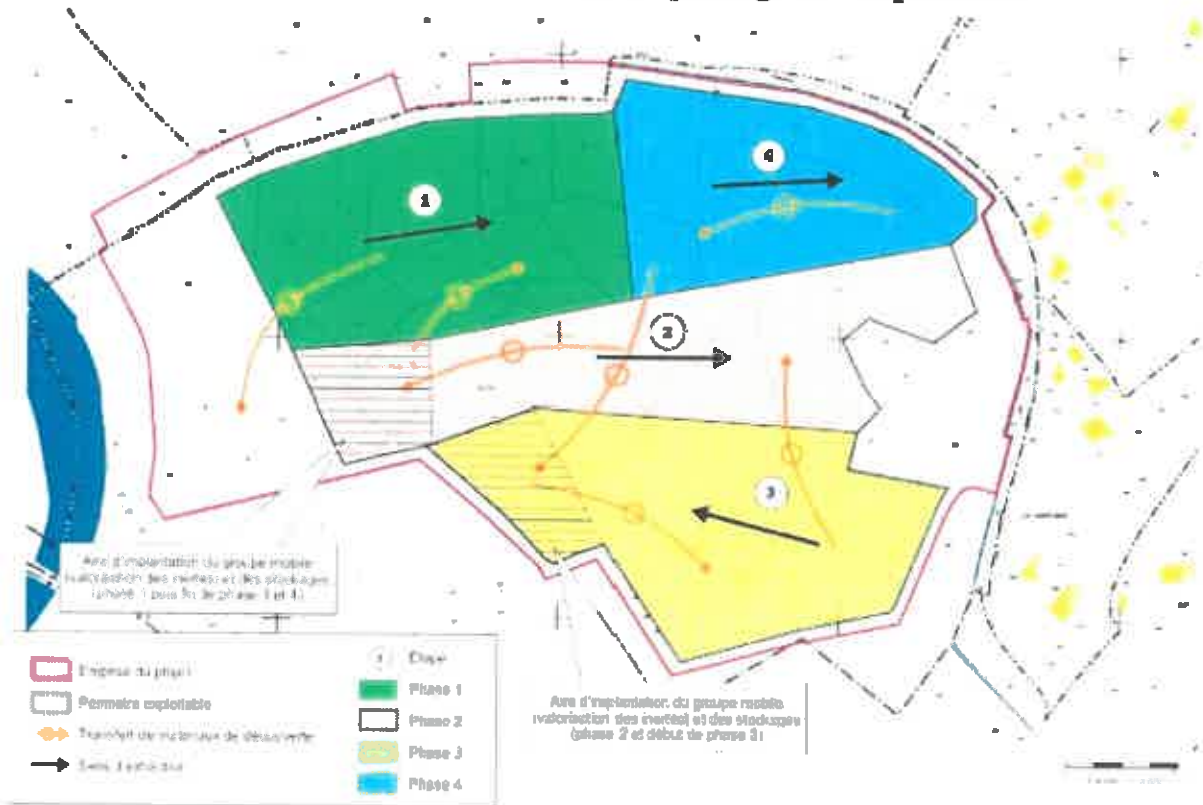 1
4
2
3
Aire d'implantation du groupe mobile
(valorisation des inertes) et des stockages
(phase 1 puis fin de phase 3 et 4)
Emprise du projet
Périmètre exploitable
Transfert de matériaux de découverte
Sens d'extraction
Étape
Phase 1
Phase 2
Phase 3
Phase 4
Aire d'implantation du groupe mobile
(valorisation des inertes) et des stockages
(phase 2 et début de phase 3)